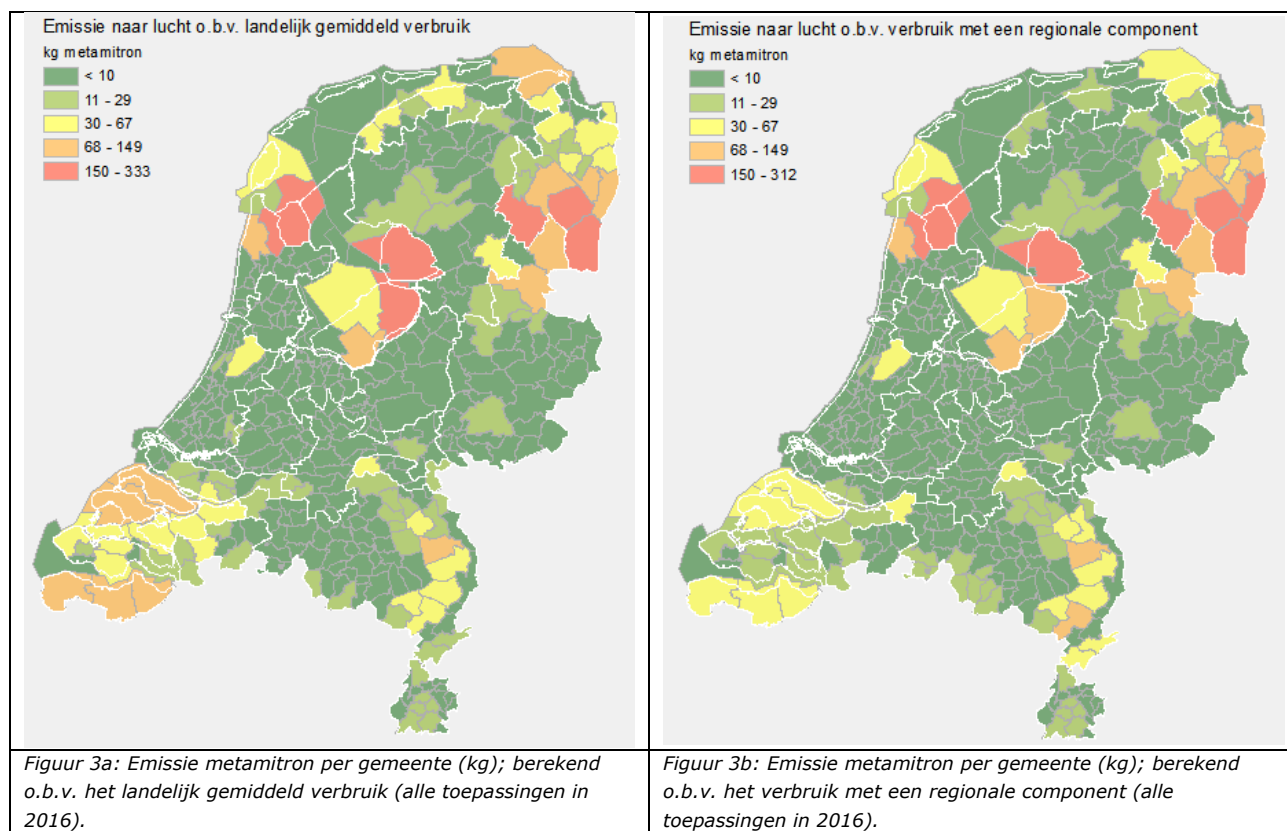 Emissie naar lucht o.b.v. landelijk gemiddeld verbruik
kg metamitron
< 10
11 - 29
30 - 67
68 - 149
150 - 333
Figuur 3a: Emissie metamitron per gemeente (kg); berekend
o.b.v. het landelijk gemiddeld verbruik (alle toepassingen in
2016).
Emissie naar lucht o.b.v. verbruik met een regionale component
kg metamitron
< 10
11 - 29
30 - 67
68 - 149
150 - 312
Figuur 3b: Emissie metamitron per gemeente (kg); berekend
o.b.v. het verbruik met een regionale component (alle
toepassingen in 2016).